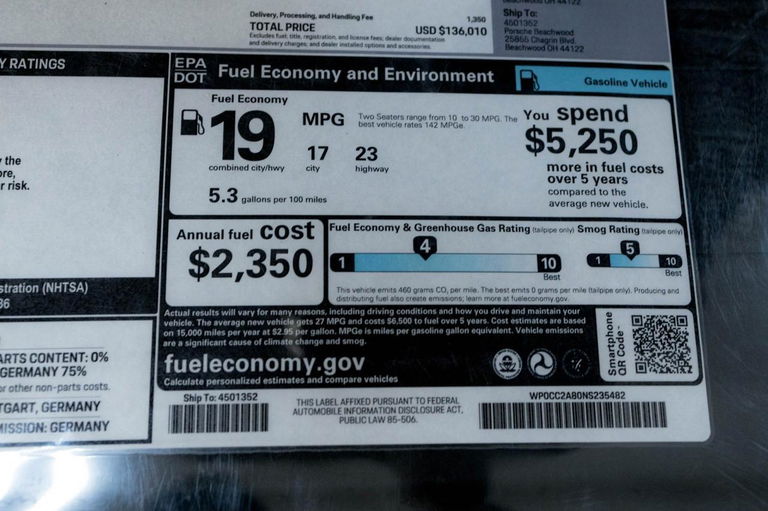 Delivery, Processing, and Handling Fee 1,350
TOTAL PRICE USD $136,010
Excludes fuel, title, registration, and license fees; dealer documentation
and delivery charges; and dealer installed options and accessories
Beachwood OH 44122
Ship To:
4501352
Porsche Beachwood
25855 Chagrin Blvd.
Beachwood OH 44122
Y RATINGS
y the
ore,
r risk.
stration (NHTSA)
36
ARTS CONTENT: 0%
GERMANY 75%
or other non-parts costs.
TGART, GERMANY
MISSION: GERMANY
EPA
DOT
Fuel Economy and Environment
Gasoline Vehicle
Fuel Economy
19
MPG
combined city/hwy
17
city
23
highway
5.3 gallons per 100 miles
Two Seaters range from 10 to 30 MPG. The
best vehicle rates 142 MPGe.
You spend
$5,250
more in fuel costs
over 5 years
compared to the
average new vehicle.
Annual fuel cost
$2,350
Fuel Economy & Greenhouse Gas Rating (tailpipe only)
1
4
10
Best
Smog Rating (tailpipe only)
1
5
10
Best
This vehicle emits 460 grams CO₂ per mile. The best emits 0 grams per mile (tailpipe only). Producing and
distributing fuel also create emissions; learn more at fueleconomy.gov.
Actual results will vary for many reasons, including driving conditions and how you drive and maintain your
vehicle. The average new vehicle gets 27 MPG and costs $6,500 to fuel over 5 years. Cost estimates are based
on 15,000 miles per year at $2.95 per gallon. MPGe is miles per gasoline gallon equivalent. Vehicle emissions
are a significant cause of climate change and smog.
fueleconomy.gov
Calculate personalized estimates and compare vehicles
Smartphone
QR Code™
Ship To: 4501352
THIS LABEL AFFIXED PURSUANT TO FEDERAL
AUTOMOBILE INFORMATION DISCLOSURE ACT,
PUBLIC LAW 85-506.
WP0CC2A80NS235482